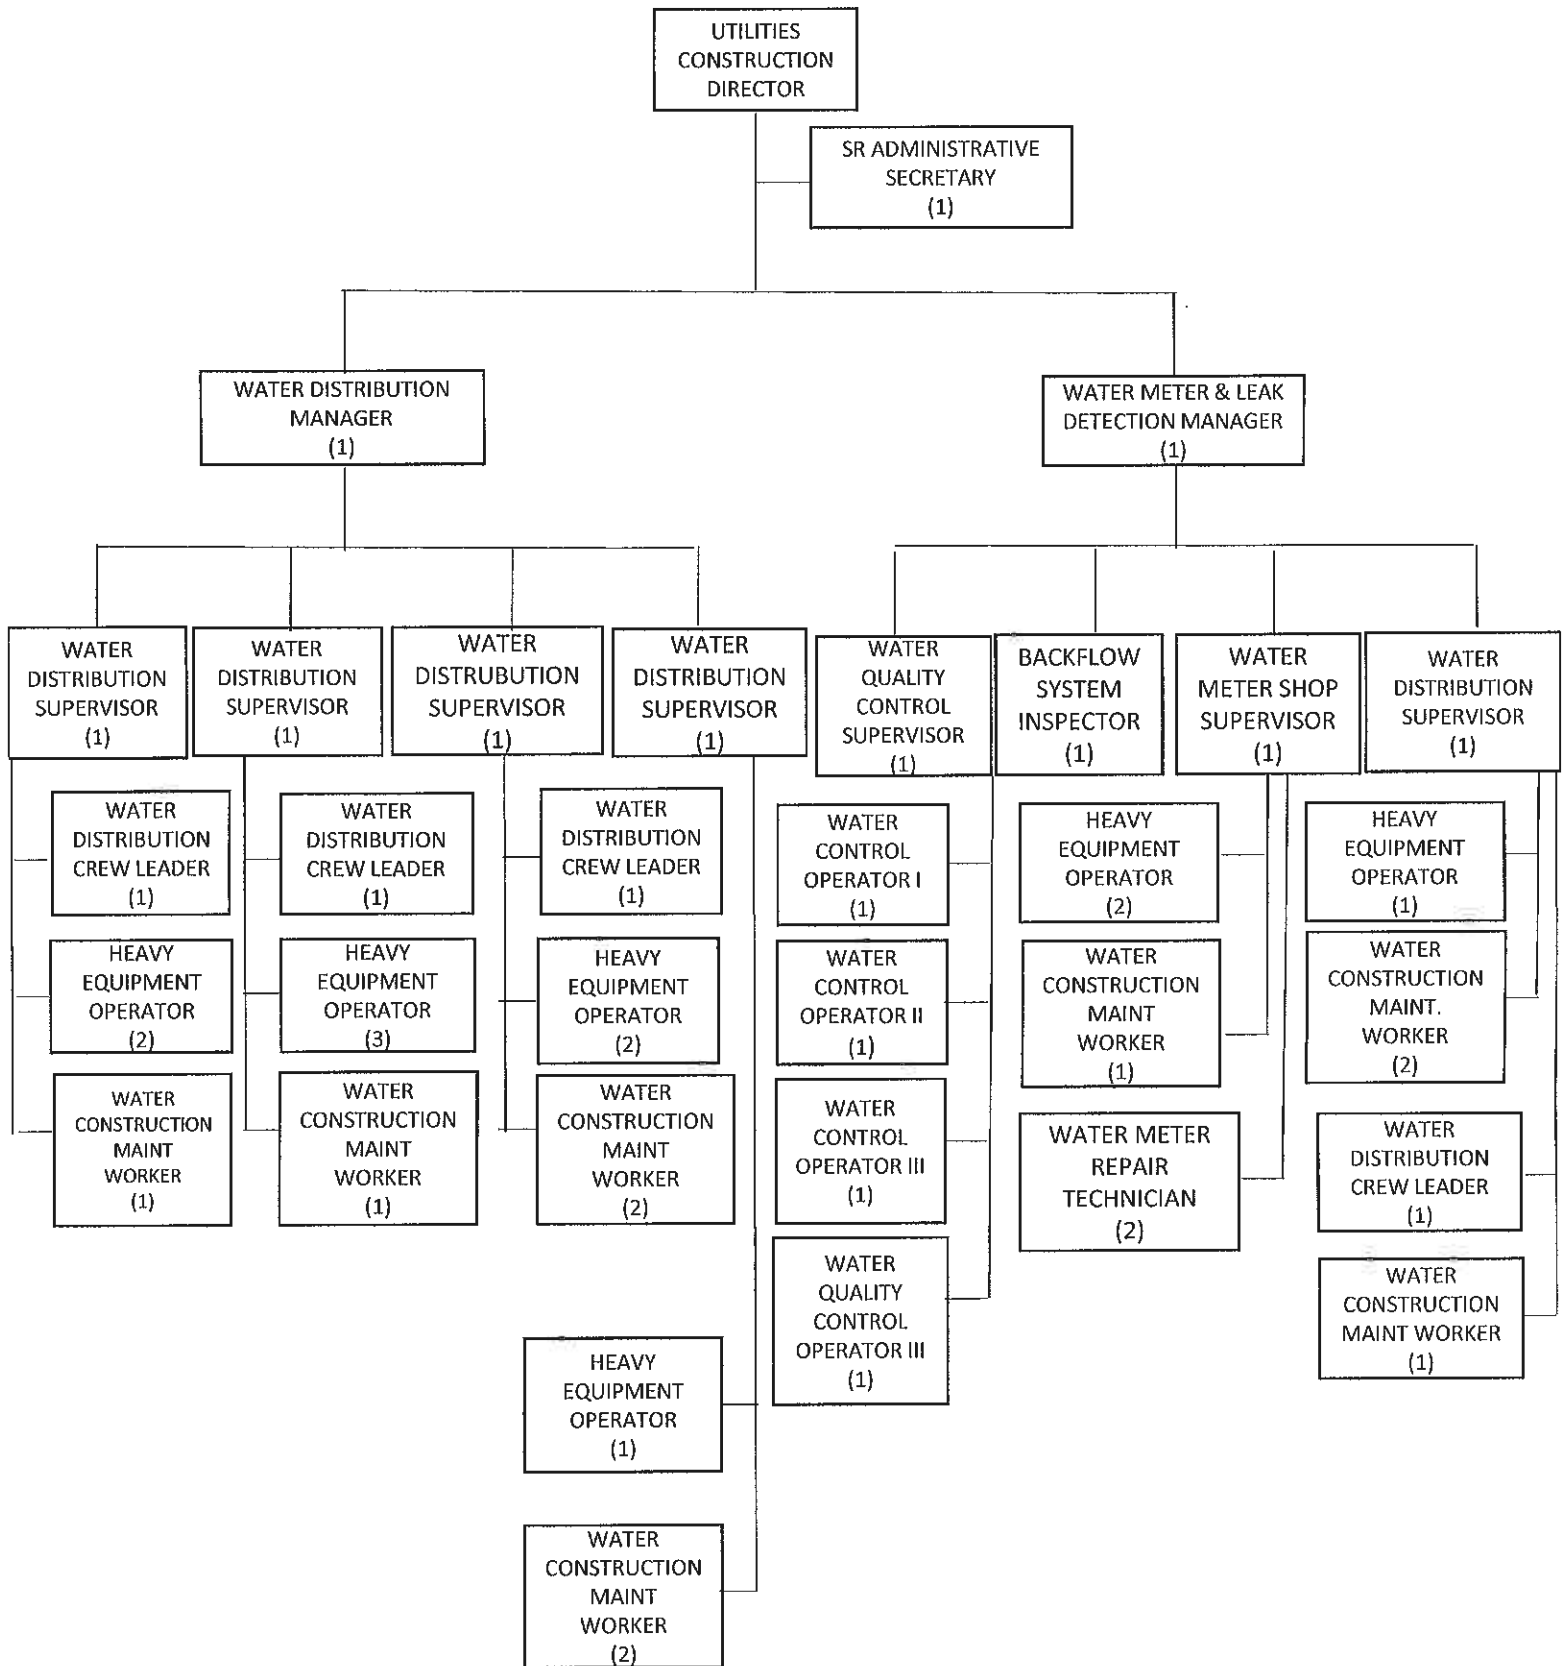 UTILITIES
CONSTRUCTION
DIRECTOR
SR ADMINISTRATIVE
SECRETARY
(1)
WATER DISTRIBUTION
MANAGER
(1)
WATER METER & LEAK
DETECTION MANAGER
(1)
WATER
DISTRIBUTION
SUPERVISOR
(1)
WATER
DISTRIBUTION
SUPERVISOR
(1)
WATER
DISTRUBUTION
SUPERVISOR
(1)
WATER
DISTRIBUTION
SUPERVISOR
(1)
WATER
QUALITY
CONTROL
SUPERVISOR
(1)
BACKFLOW
SYSTEM
INSPECTOR
(1)
WATER
METER SHOP
SUPERVISOR
(1)
WATER
DISTRIBUTION
SUPERVISOR
(1)
WATER
DISTRIBUTION
CREW LEADER
(1)
HEAVY
EQUIPMENT
OPERATOR
(2)
WATER
CONSTRUCTION
MAINT
WORKER
(1)
WATER
DISTRIBUTION
CREW LEADER
(1)
HEAVY
EQUIPMENT
OPERATOR
(3)
WATER
CONSTRUCTION
MAINT
WORKER
(1)
WATER
DISTRIBUTION
CREW LEADER
(1)
HEAVY
EQUIPMENT
OPERATOR
(2)
WATER
CONSTRUCTION
MAINT
WORKER
(2)
HEAVY
EQUIPMENT
OPERATOR
(1)
WATER
CONSTRUCTION
MAINT
WORKER
(2)
WATER
CONTROL
OPERATOR I
(1)
WATER
CONTROL
OPERATOR II
(1)
WATER
CONTROL
OPERATOR III
(1)
WATER
QUALITY
CONTROL
OPERATOR III
(1)
HEAVY
EQUIPMENT
OPERATOR
(2)
WATER
CONSTRUCTION
MAINT
WORKER
(1)
WATER METER
REPAIR
TECHNICIAN
(2)
HEAVY
EQUIPMENT
OPERATOR
(1)
WATER
CONSTRUCTION
MAINT.
WORKER
(2)
WATER
DISTRIBUTION
CREW LEADER
(1)
WATER
CONSTRUCTION
MAINT WORKER
(1)